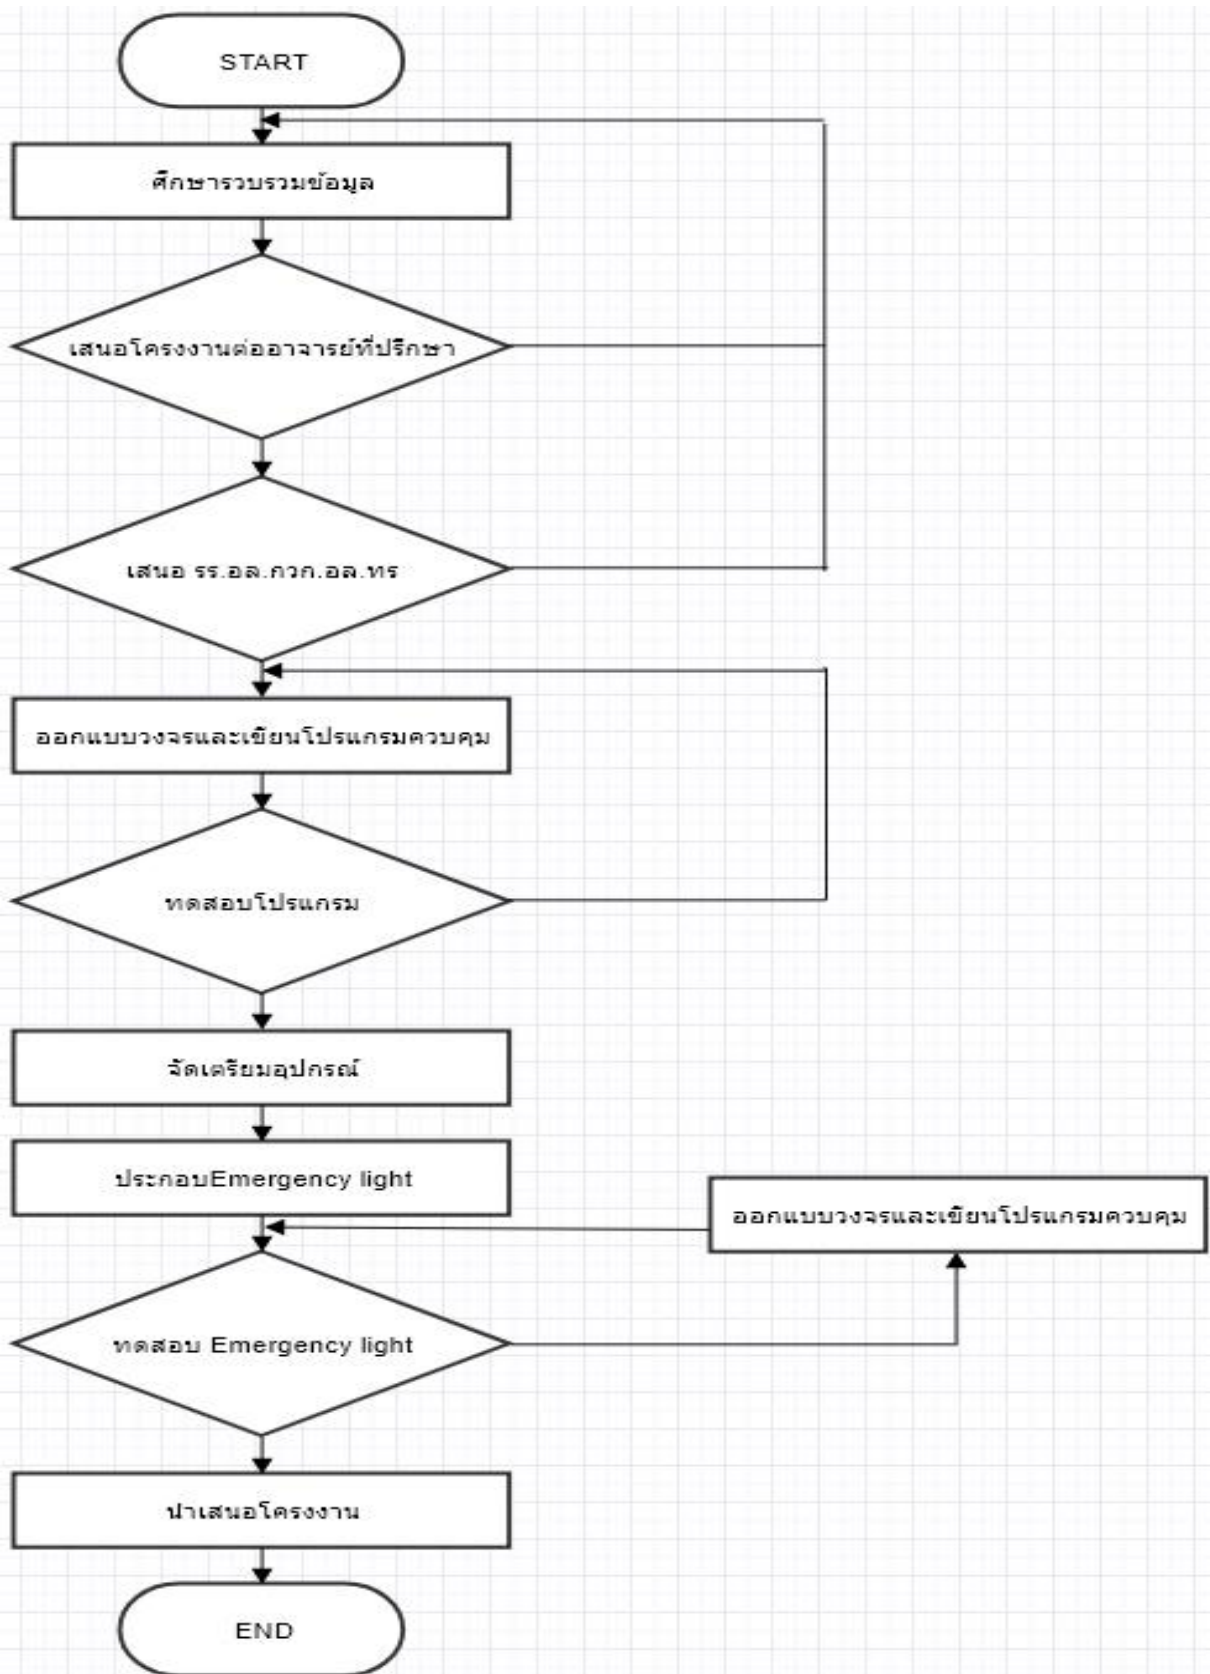 START
ศึกษารวบรวมข้อมูล
เสนอโครงงานต่ออาจารย์ที่ปรึกษา
เสนอ รร.อล.กวก.อล.ทร
ออกแบบวงจรและเขียนโปรแกรมควบคุม
ทดสอบโปรแกรม
จัดเตรียมอุปกรณ์
ประกอบEmergency light
ออกแบบวงจรและเขียนโปรแกรมควบคุม
ทดสอบ Emergency light
นำเสนอโครงงาน
END